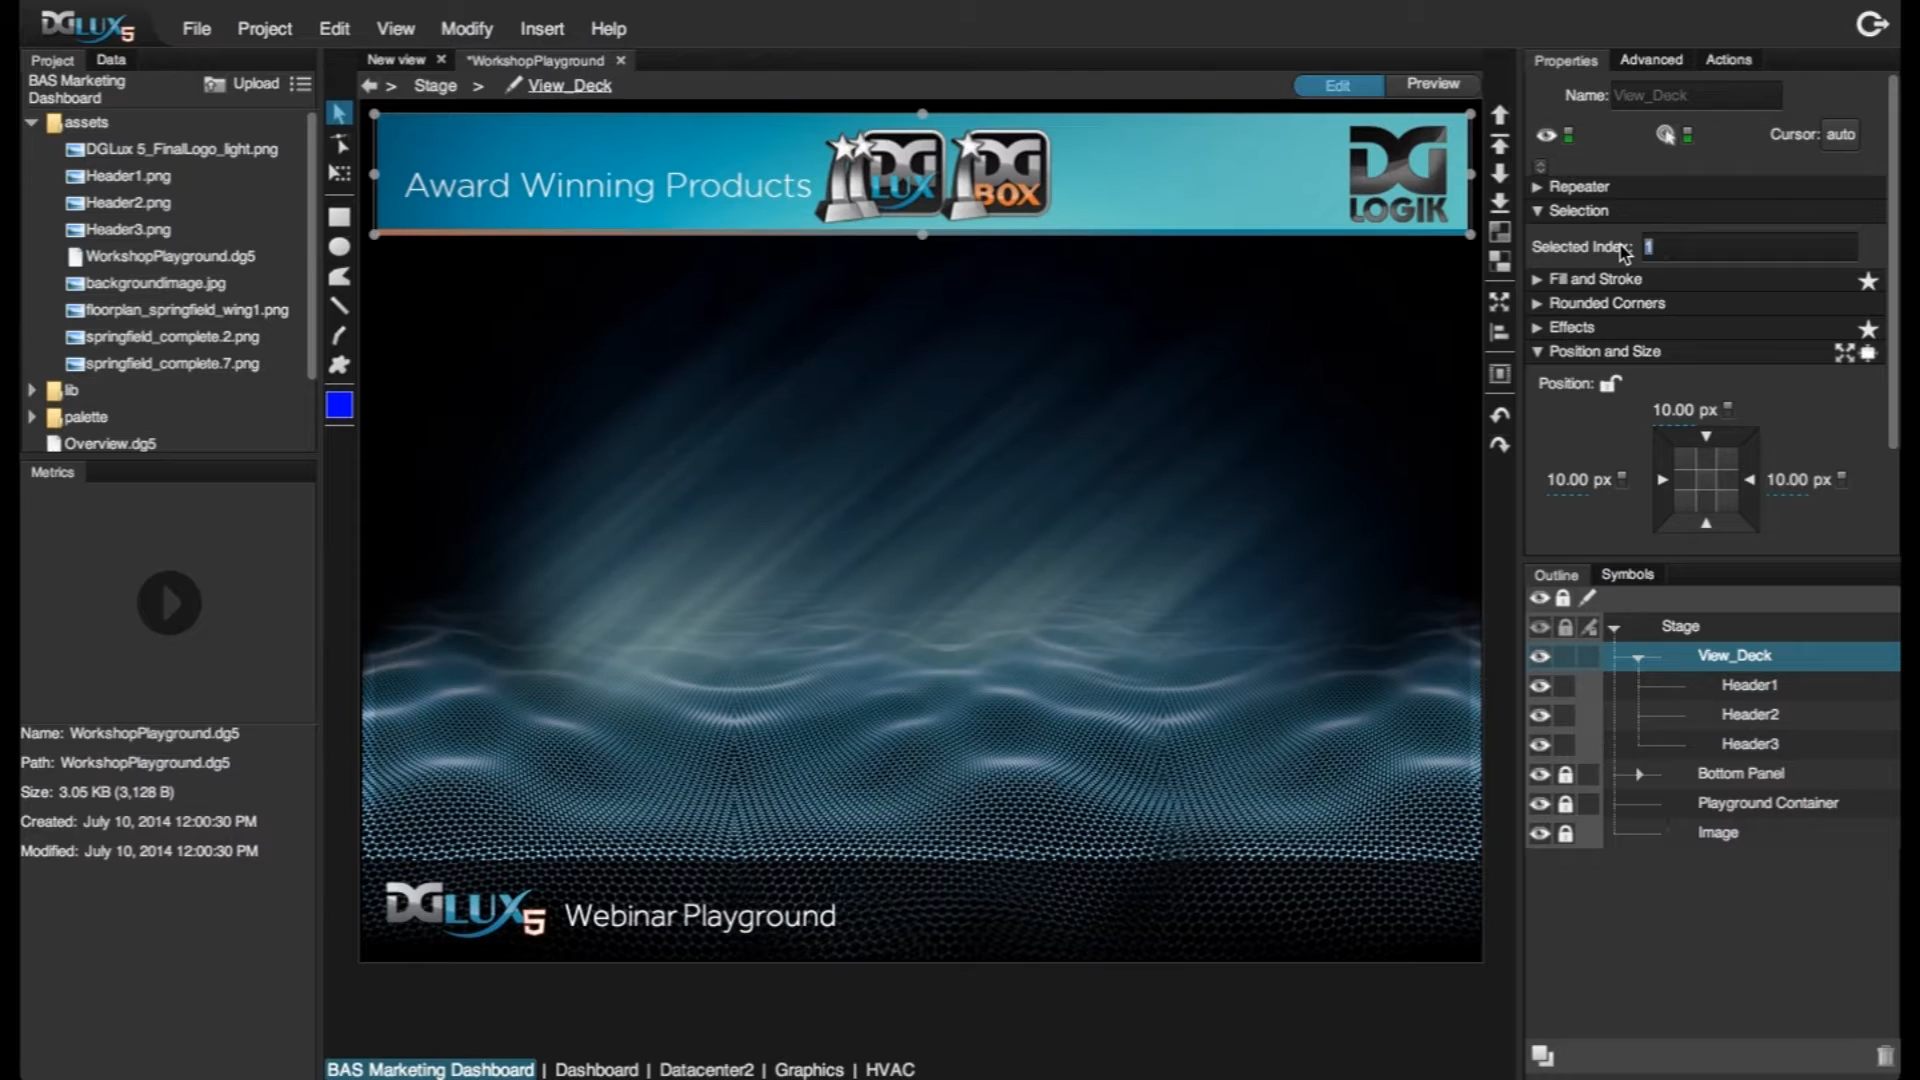 DGLUX5 File Project Edit View Modify Insert Help
Project Data
BAS Marketing Dashboard Upload
assets
DGLux 5_FinalLogo_light.png
Header1.png
Header2.png
Header3.png
WorkshopPlayground.dg5
backgroundimage.jpg
floorplan_springfield_wing1.png
springfield_complete.2.png
springfield_complete.7.png
lib
palette
Overview.dg5
Metrics
Name: WorkshopPlayground.dg5
Path: WorkshopPlayground.dg5
Size: 3.05 KB (3,128 B)
Created: July 10, 2014 12:00:30 PM
Modified: July 10, 2014 12:00:30 PM
New view *WorkshopPlayground
Stage > View_Deck
Edit Preview
Award Winning Products
DG LUX
DG BOX
DG LOGIK
DGLUX5 Webinar Playground
BAS Marketing Dashboard | Dashboard | Datacenter2 | Graphics | HVAC
Properties Advanced Actions
Name: View_Deck
Cursor: auto
Repeater
Selection
Selected Index: 1
Fill and Stroke
Rounded Corners
Effects
Position and Size
Position:
10.00 px
10.00 px 10.00 px
Outline Symbols
Stage
View_Deck
Header1
Header2
Header3
Bottom Panel
Playground Container
Image